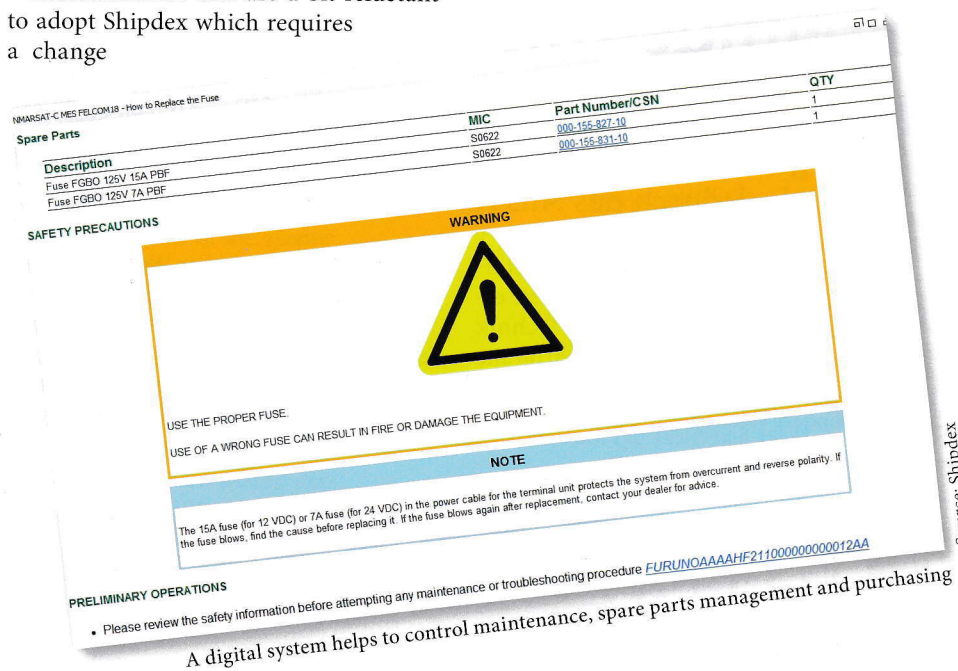 to adopt Shipdex which requires
a change
NMARSAT-C MES FELCOM18 - How to Replace the Fuse
Spare Parts
Description MIC Part Number/CSN QTY
Fuse FGBO 125V 15A PBF S0622 000-155-827-10 1
Fuse FGBO 125V 7A PBF S0622 000-155-831-10 1
SAFETY PRECAUTIONS
WARNING
USE THE PROPER FUSE.
USE OF A WRONG FUSE CAN RESULT IN FIRE OR DAMAGE THE EQUIPMENT.
NOTE
The 15A fuse (for 12 VDC) or 7A fuse (for 24 VDC) in the power cable for the terminal unit protects the system from overcurrent and reverse polarity. If
the fuse blows, find the cause before replacing it. If the fuse blows again after replacement, contact your dealer for advice.
PRELIMINARY OPERATIONS
• Please review the safety information before attempting any maintenance or troubleshooting procedure FURUNOAAAAHF211000000000012AA
Shipdex
A digital system helps to control maintenance, spare parts management and purchasing